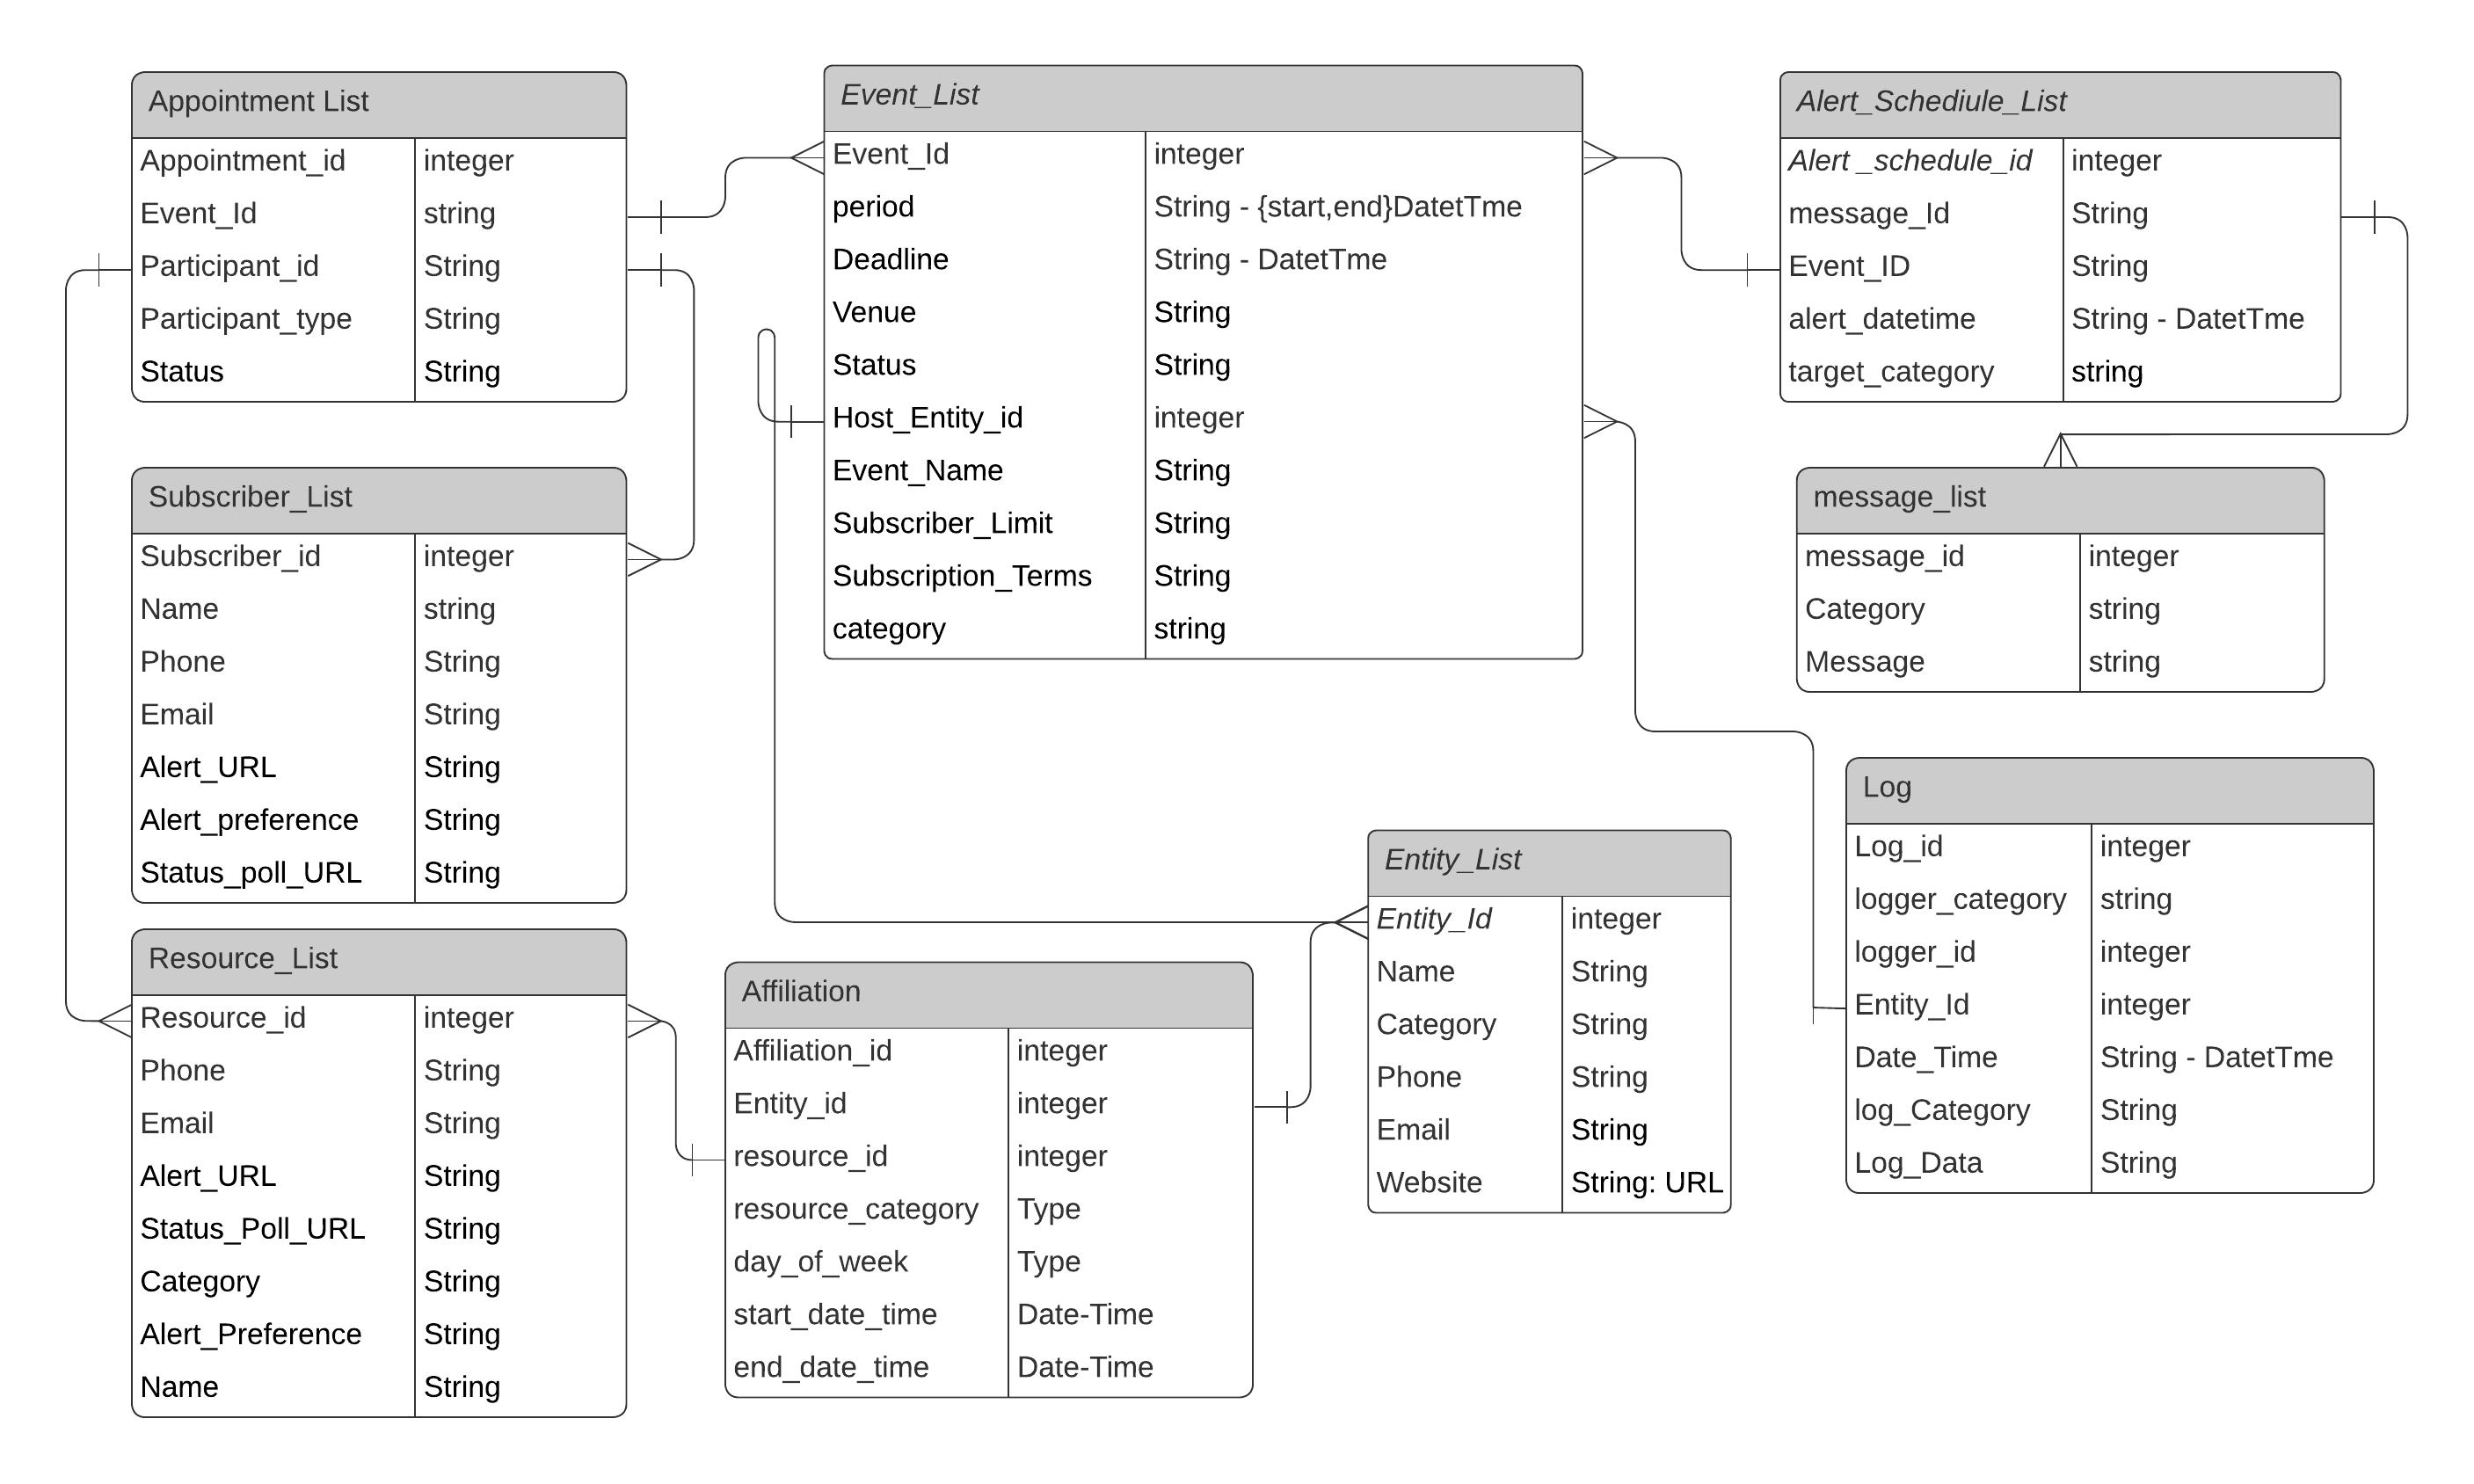 Appointment List
Appointment_id integer
Event_Id string
Participant_id String
Participant_type String
Status String
Event_List
Event_Id integer
period String - {start,end}DatetTme
Deadline String - DatetTme
Venue String
Status String
Host_Entity_id integer
Event_Name String
Subscriber_Limit String
Subscription_Terms String
category string
Alert_Schediule_List
Alert _schedule_id integer
message_Id String
Event_ID String
alert_datetime String - DatetTme
target_category string
Subscriber_List
Subscriber_id integer
Name string
Phone String
Email String
Alert_URL String
Alert_preference String
Status_poll_URL String
message_list
message_id integer
Category string
Message string
Log
Log_id integer
logger_category string
logger_id integer
Entity_Id integer
Date_Time String - DatetTme
log_Category String
Log_Data String
Entity_List
Entity_Id integer
Name String
Category String
Phone String
Email String
Website String: URL
Resource_List
Resource_id integer
Phone String
Email String
Alert_URL String
Status_Poll_URL String
Category String
Alert_Preference String
Name String
Affiliation
Affiliation_id integer
Entity_id integer
resource_id integer
resource_category Type
day_of_week Type
start_date_time Date-Time
end_date_time Date-Time